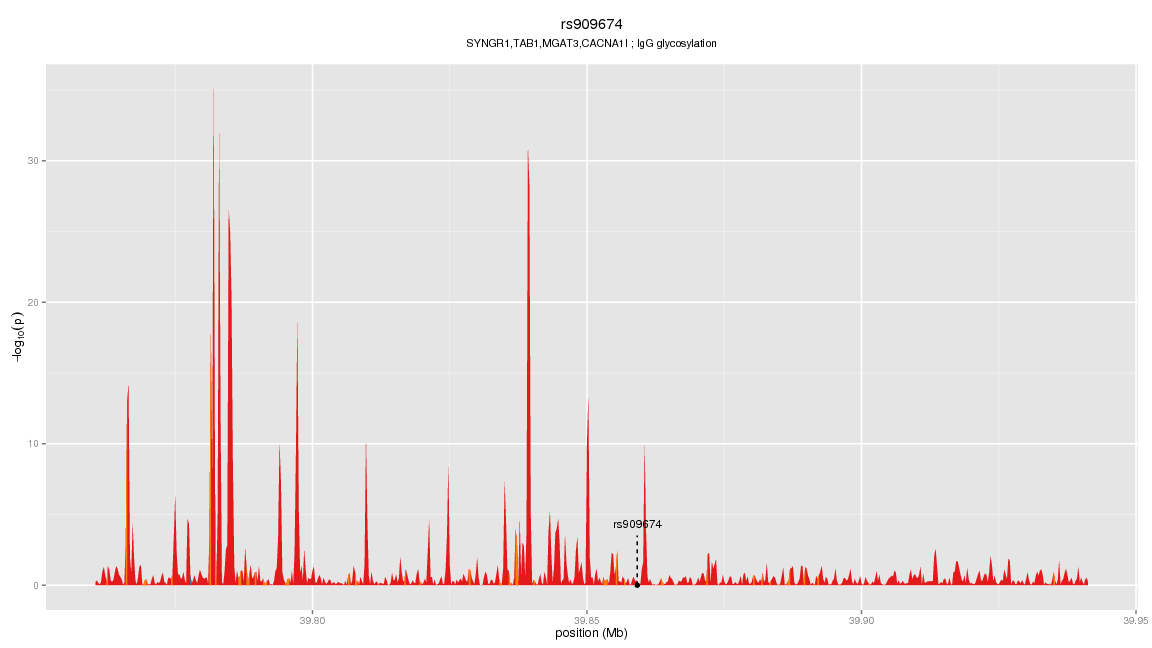 rs909674
SYNGR1,TAB1,MGAT3,CACNA1I ; IgG glycosylation
30
20
10
0
−log10(p)
rs909674
39.80
39.85
39.90
39.95
position (Mb)